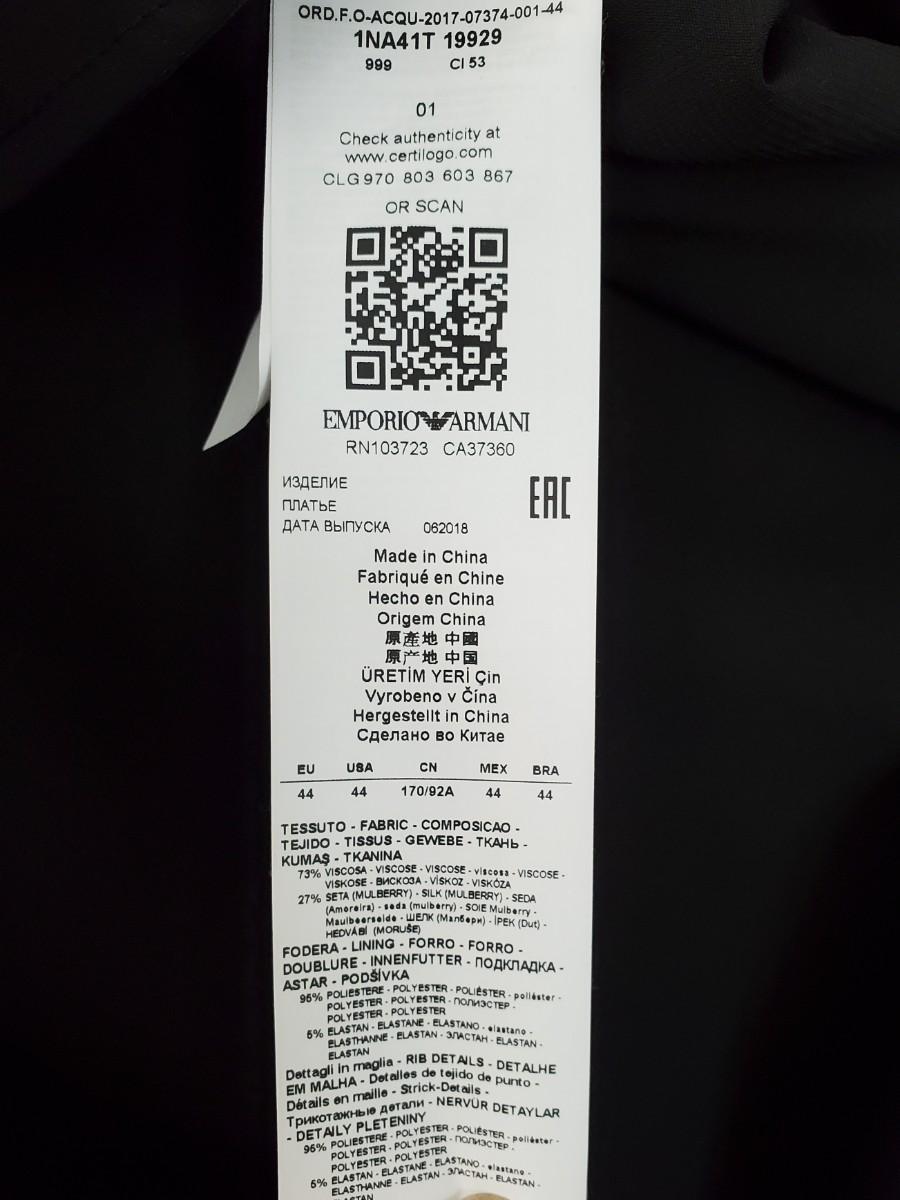 ORD.F.O-ACQU-2017-07374-001-44
1NA41T 19929
999 CI 53
01
Check authenticity at
www.certilogo.com
CLG 970 803 603 867
OR SCAN
EMPORIO ARMANI
RN103723 CA37360
ИЗДЕЛИЕ
ПЛАТЬЕ
EAC
ДАТА ВЫПУСКА 062018
Made in China
Fabriqué en Chine
Hecho en China
Origem China
原產地 中國
原产地 中国
ÜRETİM YERİ Çin
Vyrobeno v Čína
Hergestellt in China
Сделано во Китае
EU USA CN MEX BRA
44 44 170/92A 44 44
TESSUTO - FABRIC - COMPOSICAO -
TEJIDO - TISSUS - GEWEBE - ТКАНЬ -
KUMAŞ - TKANINA
73% VISCOSA - VISCOSE - VISCOSE - viscosa - VISCOSE -
VISKOSE - ВИСКОЗА - VİSKOZ - VISKÓZA
27% SETA (MULBERRY) - SILK (MULBERRY) - SEDA
(Amoreira) - seda (mulberry) - SOIE Mulberry -
Maulbeerseide - ШЕЛК (Малбери) - İPEK (Dut) -
HEDVÁBÍ (MORUŠE)
FODERA - LINING - FORRO - FORRO -
DOUBLURE - INNENFUTTER - ПОДКЛАДКА -
ASTAR - PODŠÍVKA
95% POLIESTERE - POLYESTER - POLIÉSTER - poliéster -
POLYESTER - POLYESTER - ПОЛИЭСТЕР -
POLYESTER - POLYESTER
5% ELASTAN - ELASTANE - ELASTANO - elastano -
ELASTHANNE - ELASTAN - ЭЛАСТАН - ELASTAN -
ELASTAN
Dettagli in maglia - RIB DETAILS - DETALHE
EM MALHA - Detalles de tejido de punto -
Détails en maille - Strick-Details -
Трикотажные детали - NERVÜR DETAYLAR
- DETAILY PLETENINY
95% POLIESTERE - POLYESTER - POLIÉSTER - poliéster -
POLYESTER - POLYESTER - ПОЛИЭСТЕР -
POLYESTER - POLYESTER
5% ELASTAN - ELASTANE - ELASTANO - elastano -
ELASTHANNE - ELASTAN - ЭЛАСТАН - ELASTAN -